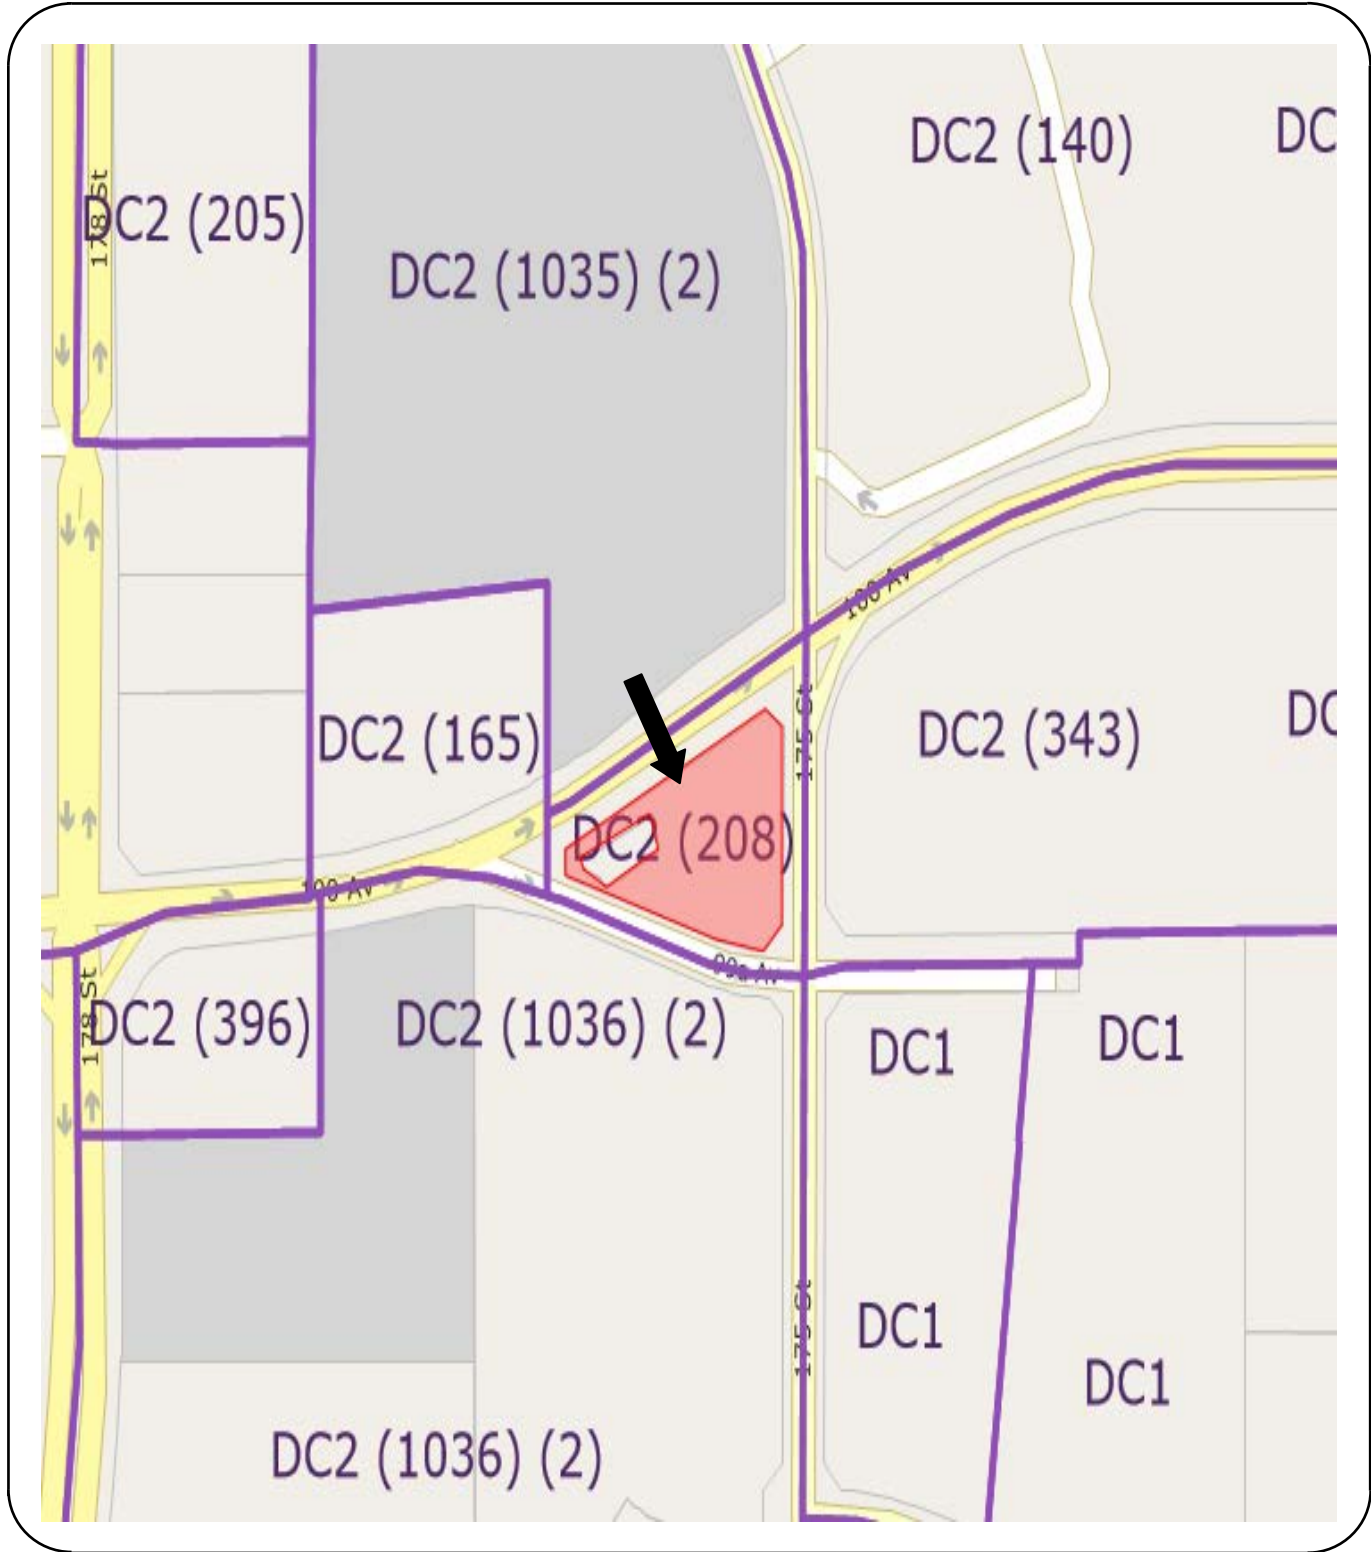 DC2 (140)
DC
178 St
DC2 (205)
DC2 (1035) (2)
100 Av
175 St
DC2 (165)
DC2 (343)
DC
DC2 (208)
100 Av
99a Av
178 St
DC2 (396)
DC2 (1036) (2)
DC1
DC1
175 St
DC1
DC1
DC2 (1036) (2)